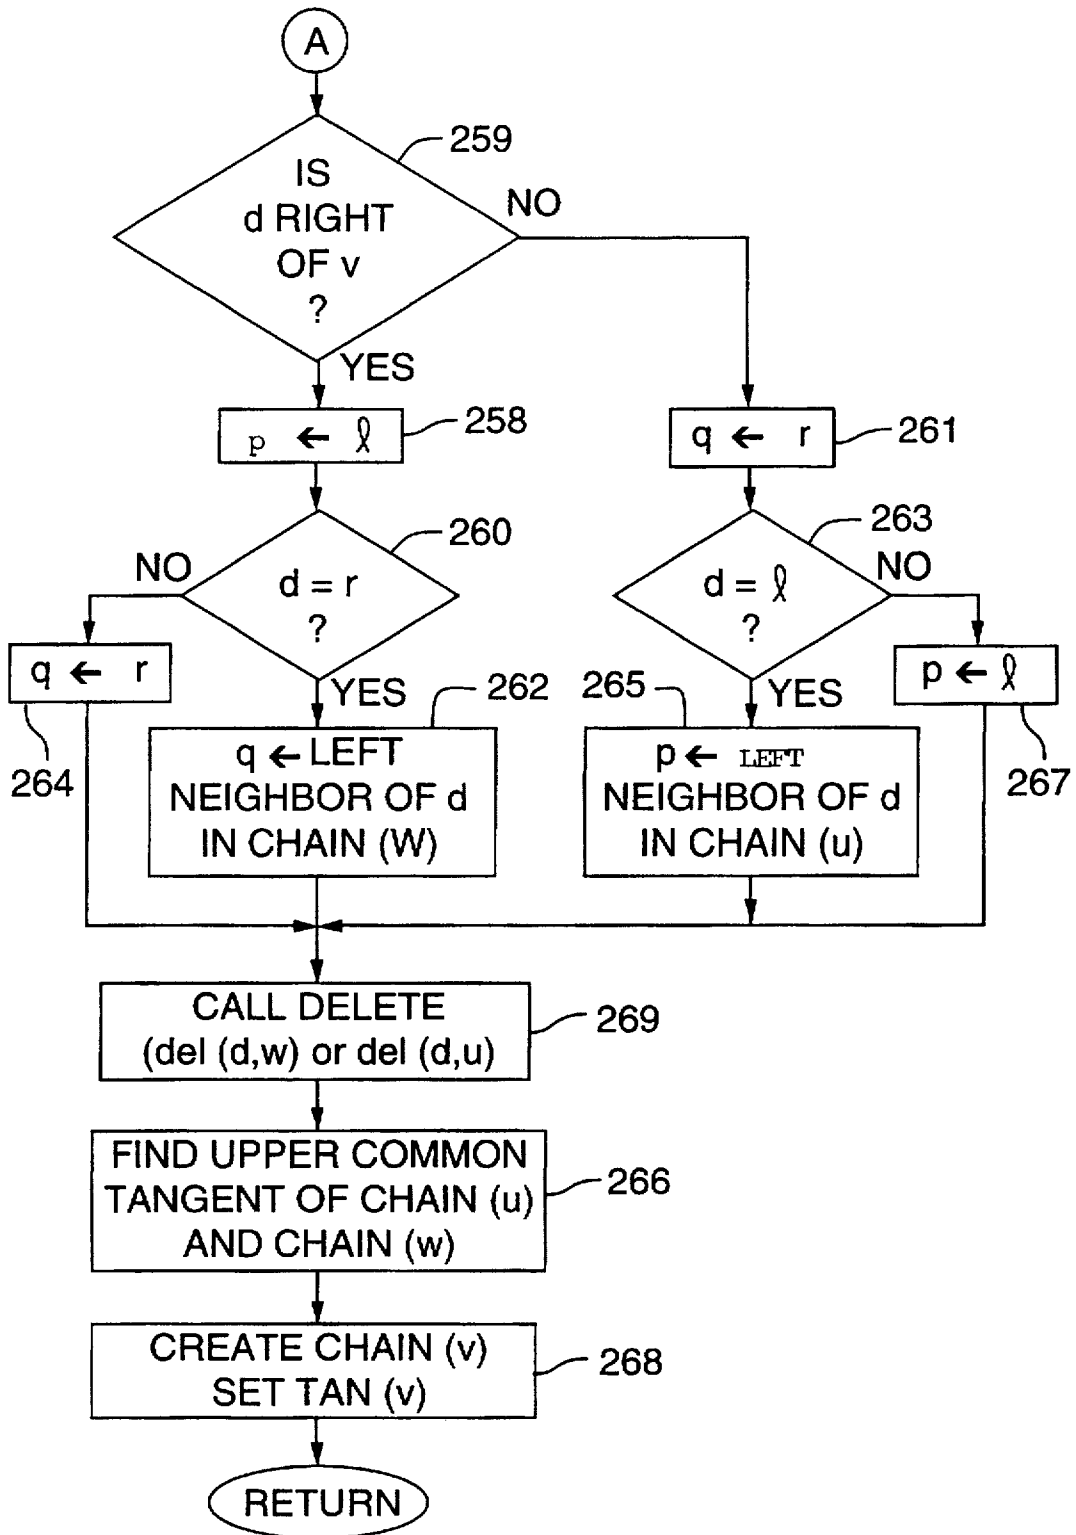 A
259
IS
d RIGHT
OF v
?
NO
YES
p ← ℓ
258
q ← r
261
260
263
NO
d = r
?
d = ℓ
?
NO
q ← r
p ← ℓ
YES
262
265
YES
264
267
q ← LEFT
NEIGHBOR OF d
IN CHAIN (W)
p ← LEFT
NEIGHBOR OF d
IN CHAIN (u)
CALL DELETE
(del (d,w) or del (d,u)
269
FIND UPPER COMMON
TANGENT OF CHAIN (u)
AND CHAIN (w)
266
CREATE CHAIN (v)
SET TAN (v)
268
RETURN